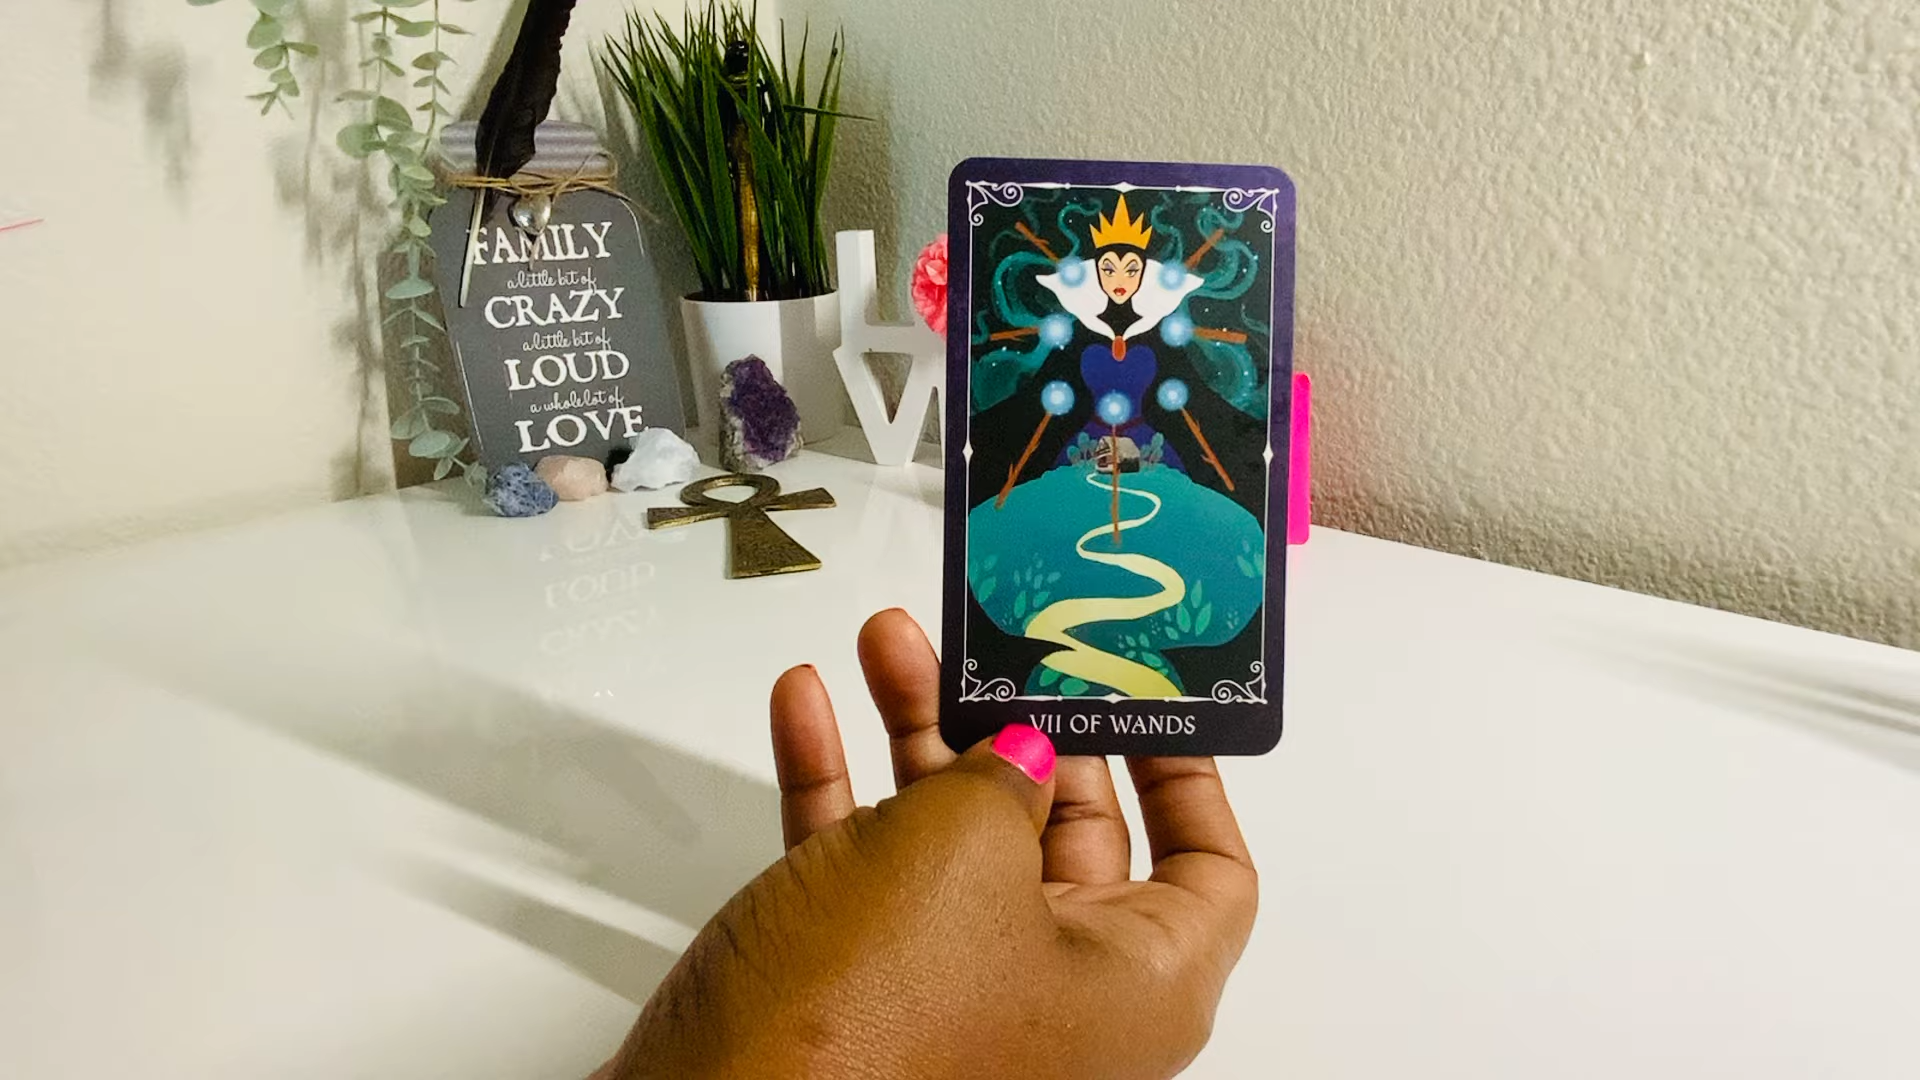 FAMILY
a little bit of
CRAZY
a little bit of
LOUD
a whole lot of
LOVE
VII OF WANDS